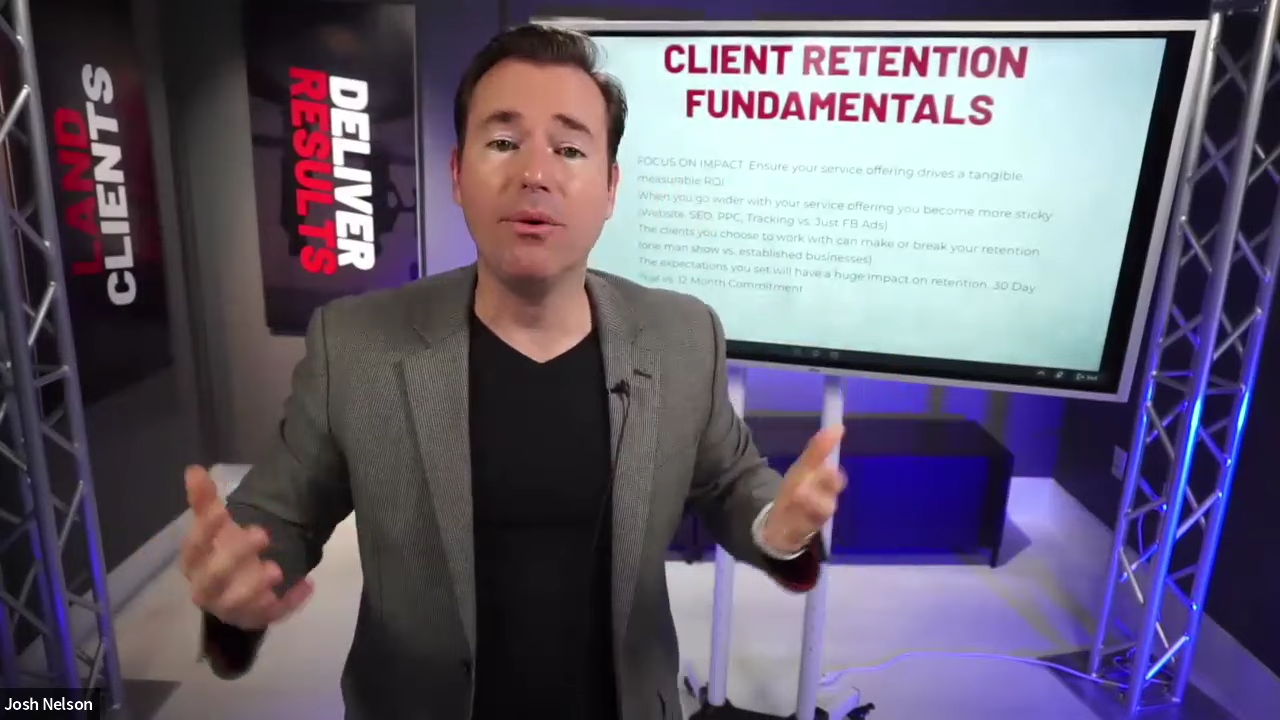 LAND
CLIENTS
DELIVER
RESULTS
CLIENT RETENTION
FUNDAMENTALS
FOCUS ON IMPACT Ensure your service offering drives a tangible
measurable ROI
When you go wider with your service offering you become more sticky
(Website, SEO, PPC, Tracking vs. Just FB Ads)
The clients you choose to work with can make or break your retention
(one man show vs. established businesses)
The expectations you set will have a huge impact on retention. 30 Day
vs. 12 Month Commitment
Josh Nelson